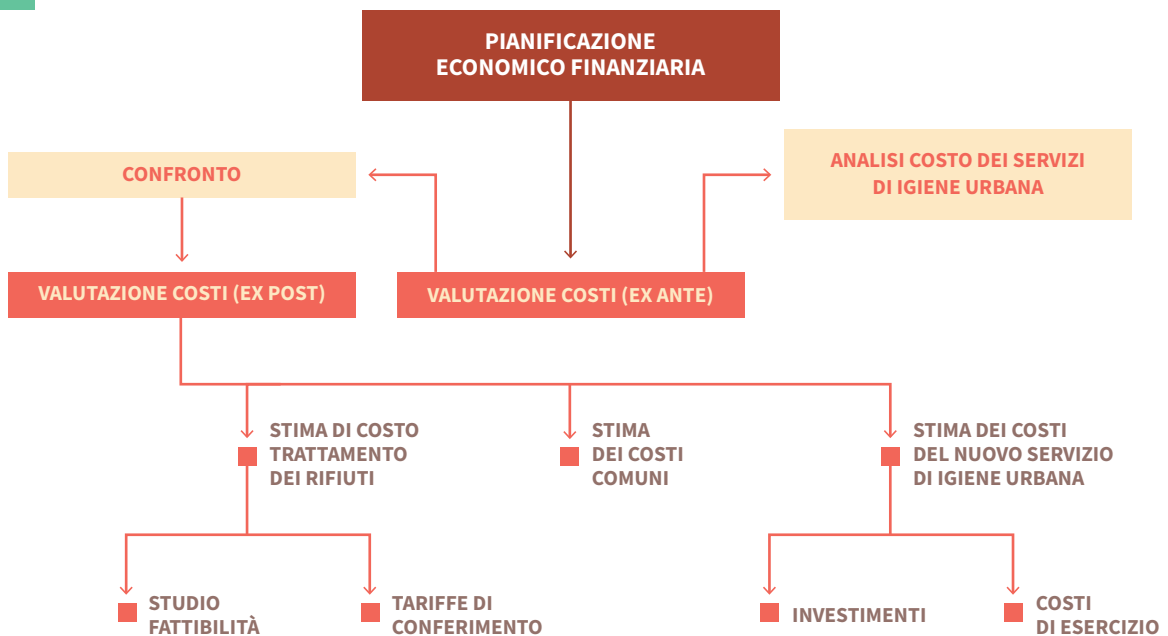 PIANIFICAZIONE
ECONOMICO FINANZIARIA
CONFRONTO
ANALISI COSTO DEI SERVIZI
DI IGIENE URBANA
VALUTAZIONE COSTI (EX POST)
VALUTAZIONE COSTI (EX ANTE)
STIMA DI COSTO
TRATTAMENTO
DEI RIFIUTI
STIMA
DEI COSTI
COMUNI
STIMA DEI COSTI
DEL NUOVO SERVIZIO
DI IGIENE URBANA
STUDIO
FATTIBILITÀ
TARIFFE DI
CONFERIMENTO
INVESTIMENTI
COSTI
DI ESERCIZIO